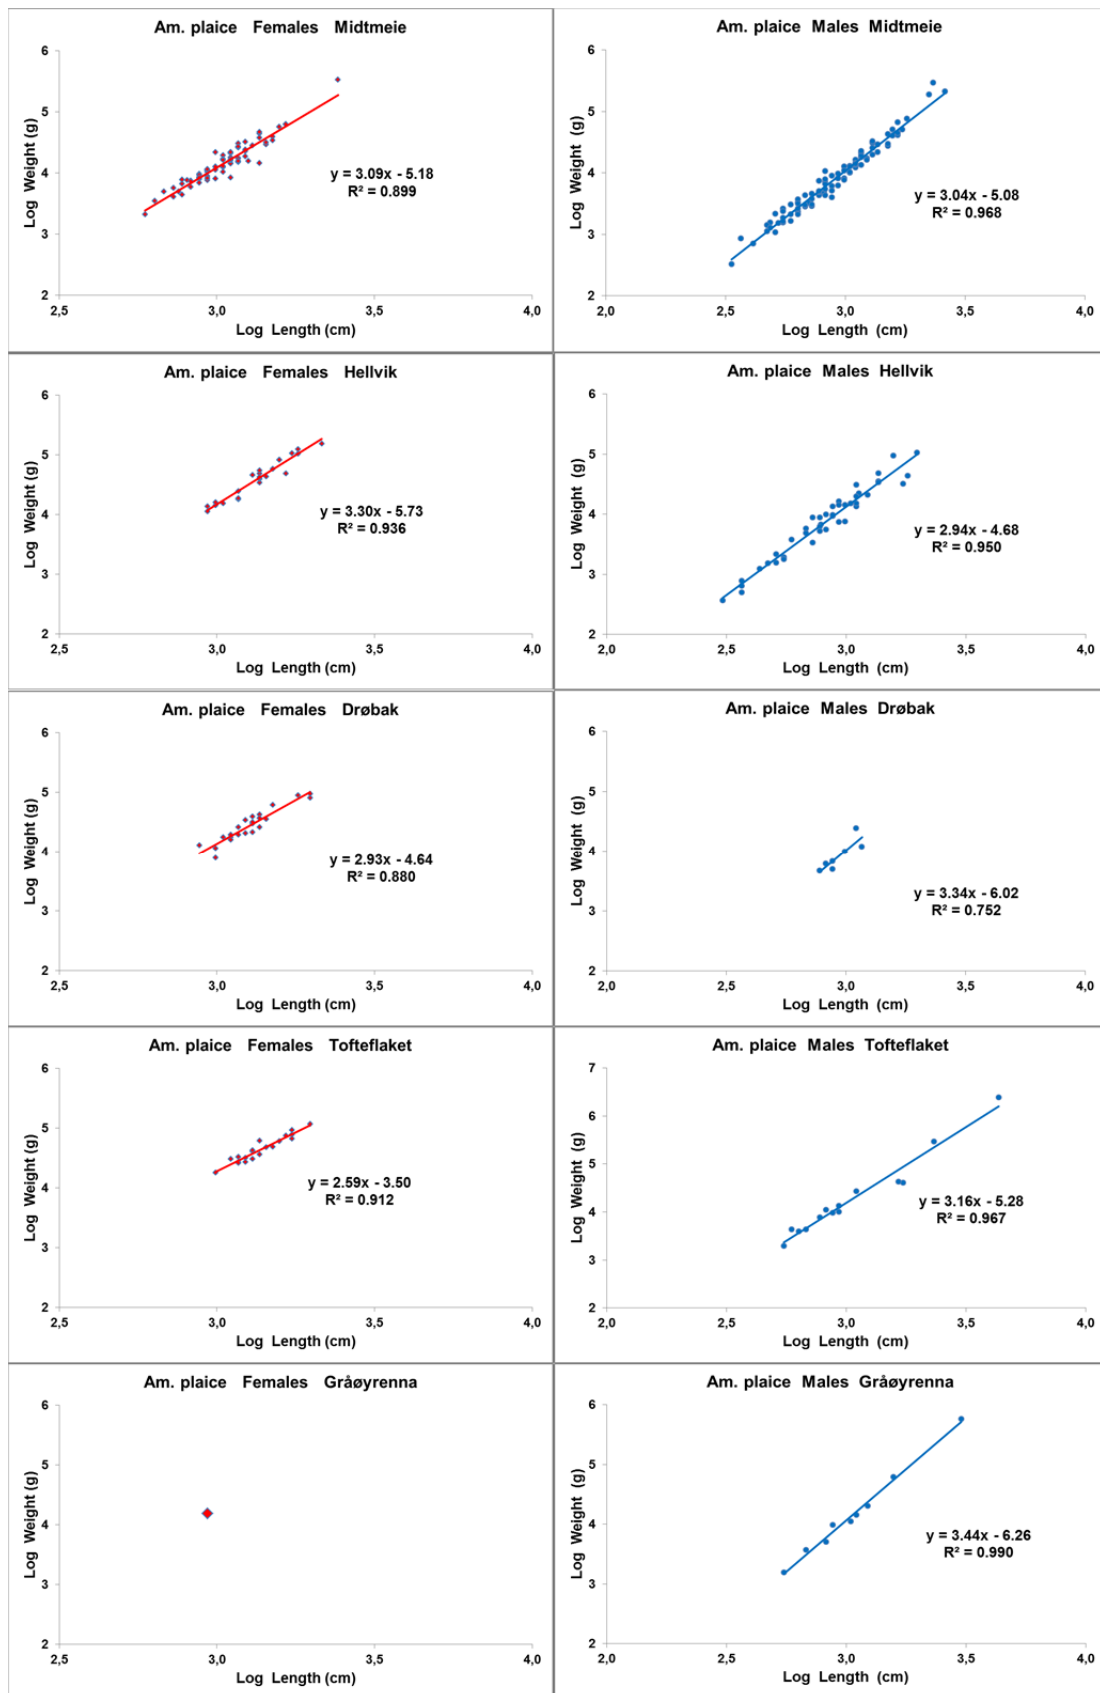 Am. plaice Females Midtmeie
6
5
4
3
2
2,5
3,0
3,5
4,0
Log Weight (g)
Log Length (cm)
y = 3.09x - 5.18
R² = 0.899
Am. plaice Males Midtmeie
6
5
4
3
2
2,0
2,5
3,0
3,5
4,0
Log Weight (g)
Log Length (cm)
y = 3.04x - 5.08
R² = 0.968
Am. plaice Females Hellvik
6
5
4
3
2
2,5
3,0
3,5
4,0
Log Weight (g)
Log Length (cm)
y = 3.30x - 5.73
R² = 0.936
Am. plaice Males Hellvik
6
5
4
3
2
2,0
2,5
3,0
3,5
4,0
Log Weight (g)
Log Length (cm)
y = 2.94x - 4.68
R² = 0.950
Am. plaice Females Drøbak
6
5
4
3
2
2,5
3,0
3,5
4,0
Log Weight (g)
Log Length (cm)
y = 2.93x - 4.64
R² = 0.880
Am. plaice Males Drøbak
6
5
4
3
2
2,0
2,5
3,0
3,5
4,0
Log Weight (g)
Log Length (cm)
y = 3.34x - 6.02
R² = 0.752
Am. plaice Females Tofteflaket
6
5
4
3
2
2,5
3,0
3,5
4,0
Log Weight (g)
Log Length (cm)
y = 2.59x - 3.50
R² = 0.912
Am. plaice Males Tofteflaket
7
6
5
4
3
2
2,0
2,5
3,0
3,5
4,0
Log Weight (g)
Log Length (cm)
y = 3.16x - 5.28
R² = 0.967
Am. plaice Females Gråøyrenna
6
5
4
3
2
2,5
3,0
3,5
4,0
Log Weight (g)
Log Length (cm)
Am. plaice Males Gråøyrenna
6
5
4
3
2
2,0
2,5
3,0
3,5
4,0
Log Weight (g)
Log Length (cm)
y = 3.44x - 6.26
R² = 0.990